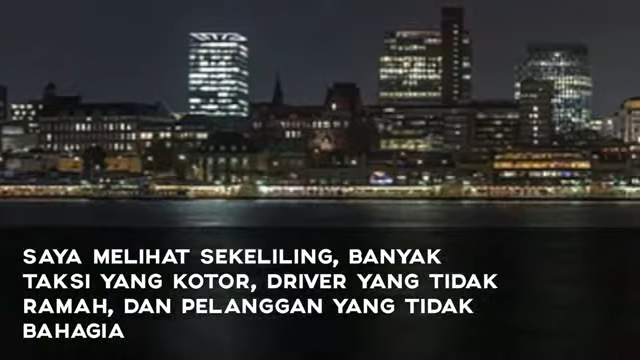 SAYA MELIHAT SEKELILING, BANYAK
TAKSI YANG KOTOR, DRIVER YANG TIDAK
RAMAH, DAN PELANGGAN YANG TIDAK
BAHAGIA